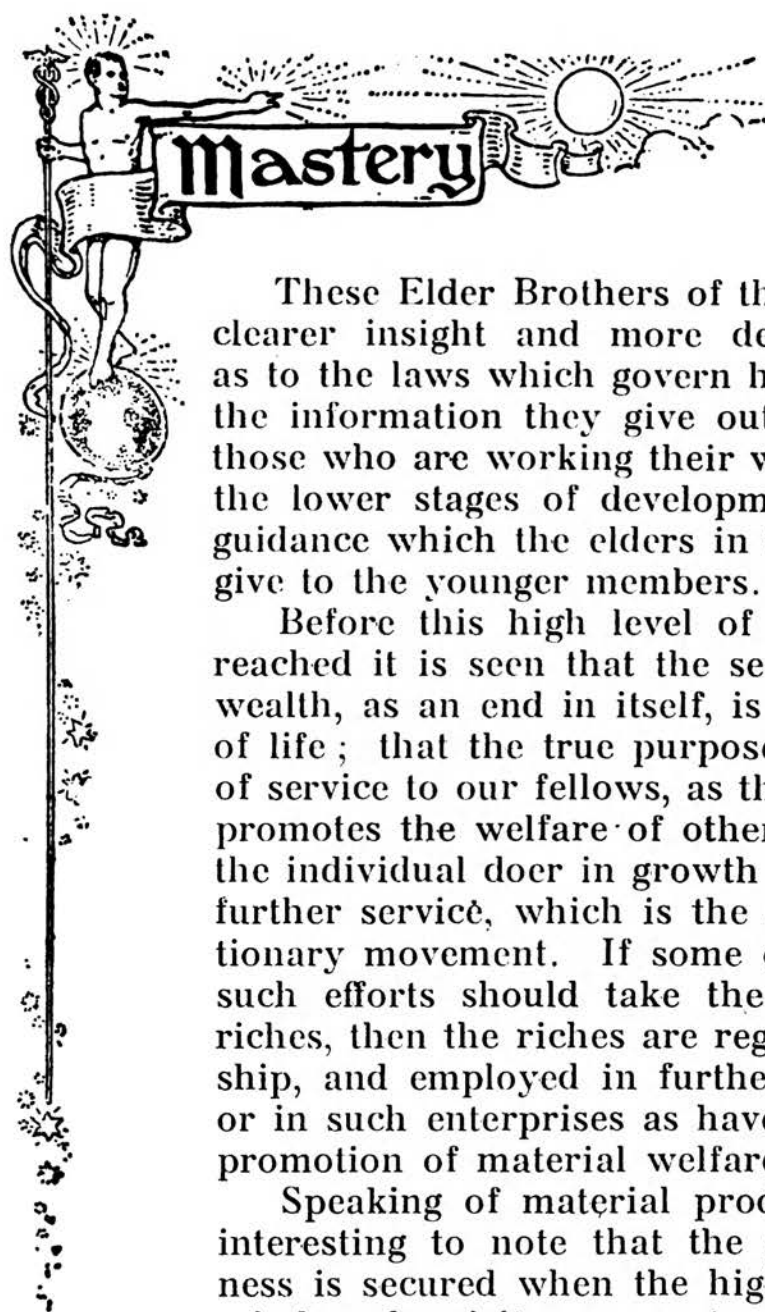 Mastery
These Elder Brothers of th
clearer insight and more de
as to the laws which govern h
the information they give out
those who are working their w
the lower stages of developm
guidance which the elders in
give to the younger members.
Before this high level of
reached it is seen that the se
wealth, as an end in itself, is
of life ; that the true purpose
of service to our fellows, as th
promotes the welfare of other
the individual doer in growth
further service, which is the
tionary movement. If some
such efforts should take the
riches, then the riches are reg
ship, and employed in furthe
or in such enterprises as have
promotion of material welfare
Speaking of material prod
interesting to note that the
ness is secured when the hig